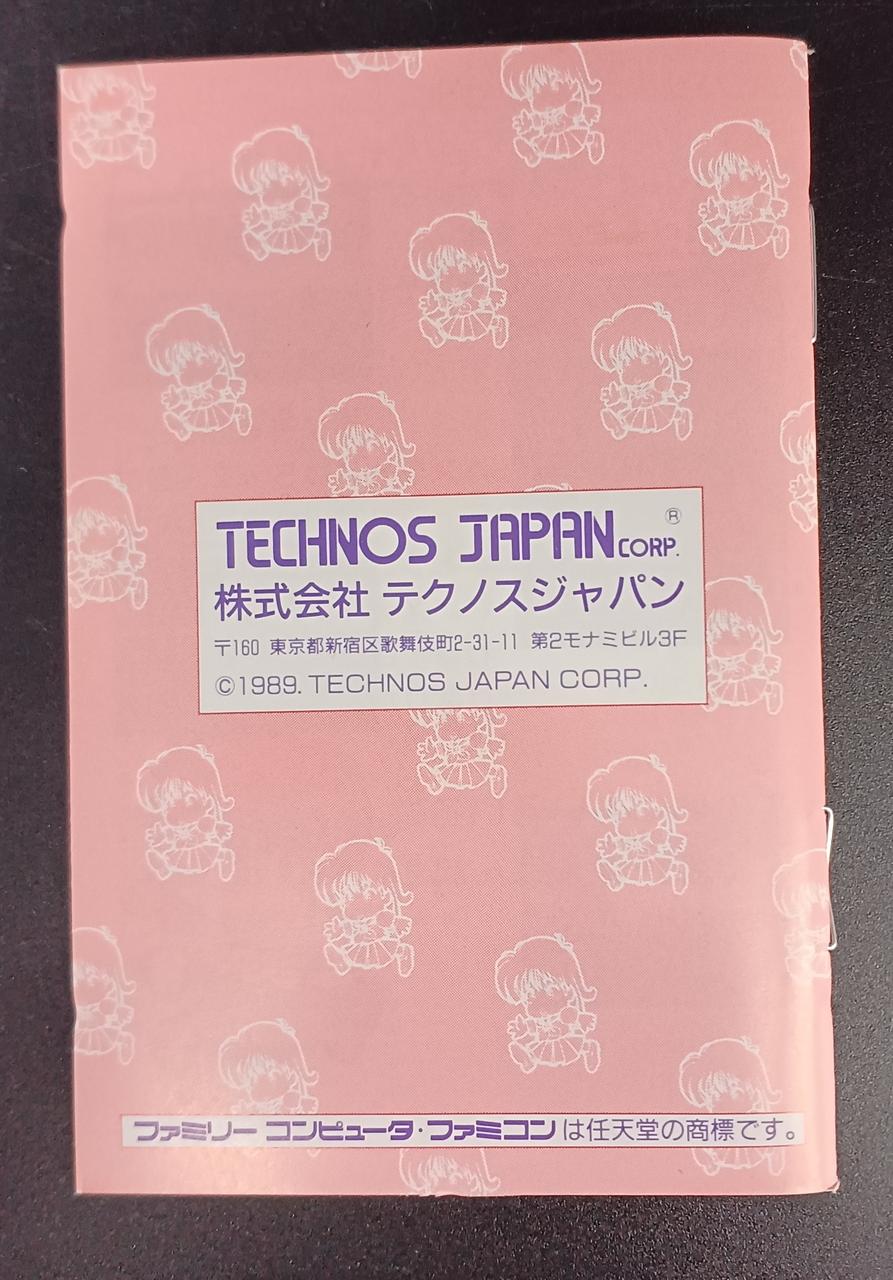 TECHNOS JAPAN CORP.®
株式会社 テクノスジャパン
〒160 東京都新宿区歌舞伎町2-31-11 第2モナミビル3F
©1989. TECHNOS JAPAN CORP.
ファミリー コンピュータ・ファミコン は任天堂の商標です。